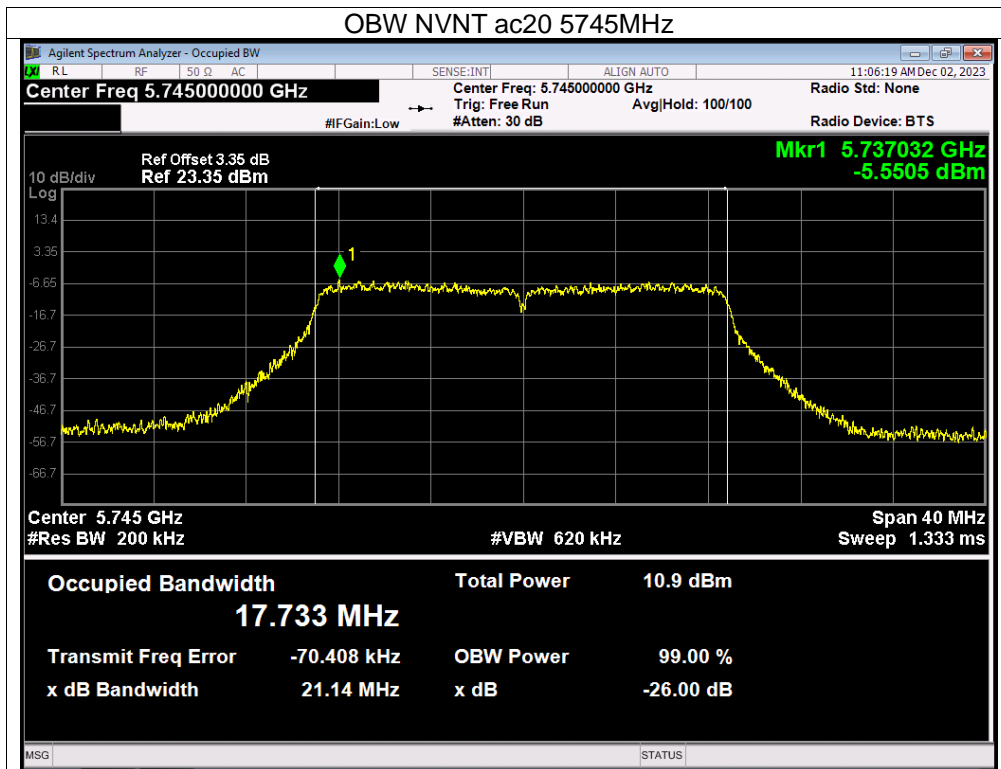 OBW NVNT ac20 5745MHz
Agilent Spectrum Analyzer - Occupied BW
LXI RL RF 50 Ω AC SENSE:INT ALIGN AUTO 11:06:19 AM Dec 02, 2023
Center Freq 5.745000000 GHz Center Freq: 5.745000000 GHz Radio Std: None
Trig: Free Run Avg|Hold: 100/100
#IFGain:Low #Atten: 30 dB Radio Device: BTS
Mkr1 5.737032 GHz
-5.5505 dBm
Ref Offset 3.35 dB
10 dB/div Ref 23.35 dBm
Log
13.4
3.35
1
-6.65
-16.7
-26.7
-36.7
-46.7
-56.7
-66.7
Center 5.745 GHz Span 40 MHz
#Res BW 200 kHz #VBW 620 kHz Sweep 1.333 ms
Occupied Bandwidth Total Power 10.9 dBm
17.733 MHz
Transmit Freq Error -70.408 kHz OBW Power 99.00 %
x dB Bandwidth 21.14 MHz x dB -26.00 dB
MSG STATUS